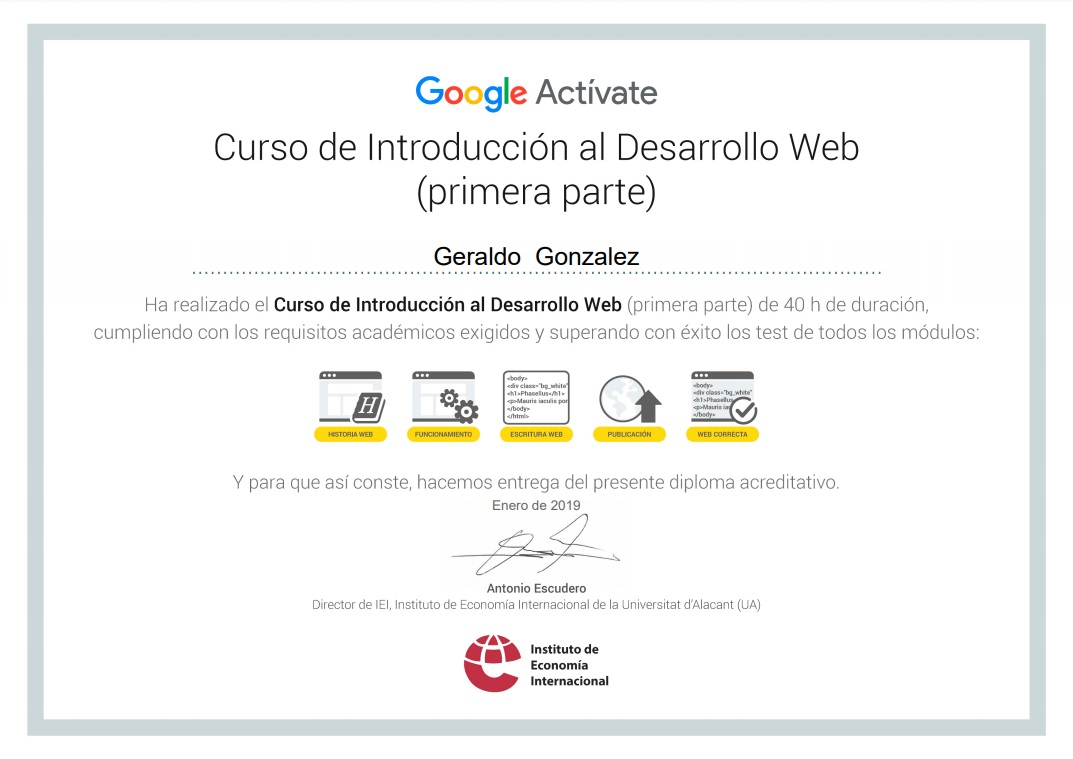 Google Actívate
Curso de Introducción al Desarrollo Web
(primera parte)
Geraldo Gonzalez
Ha realizado el Curso de Introducción al Desarrollo Web (primera parte) de 40 h de duración,
cumpliendo con los requisitos académicos exigidos y superando con éxito los test de todos los módulos:
<body>
<div class="bg_white"
<h1>Phasellus</h1>
<p>Mauris iaculis por
</body>
</html>
<body>
<div class="bg_white"
<h1>Phasellus
<p>Mauris ia
</body>
HISTORIA WEB
FUNCIONAMIENTO
ESCRITURA WEB
PUBLICACIÓN
WEB CORRECTA
Y para que así conste, hacemos entrega del presente diploma acreditativo.
Enero de 2019
Antonio Escudero
Director de IEI, Instituto de Economía Internacional de la Universitat d'Alacant (UA)
Instituto de
Economía
Internacional